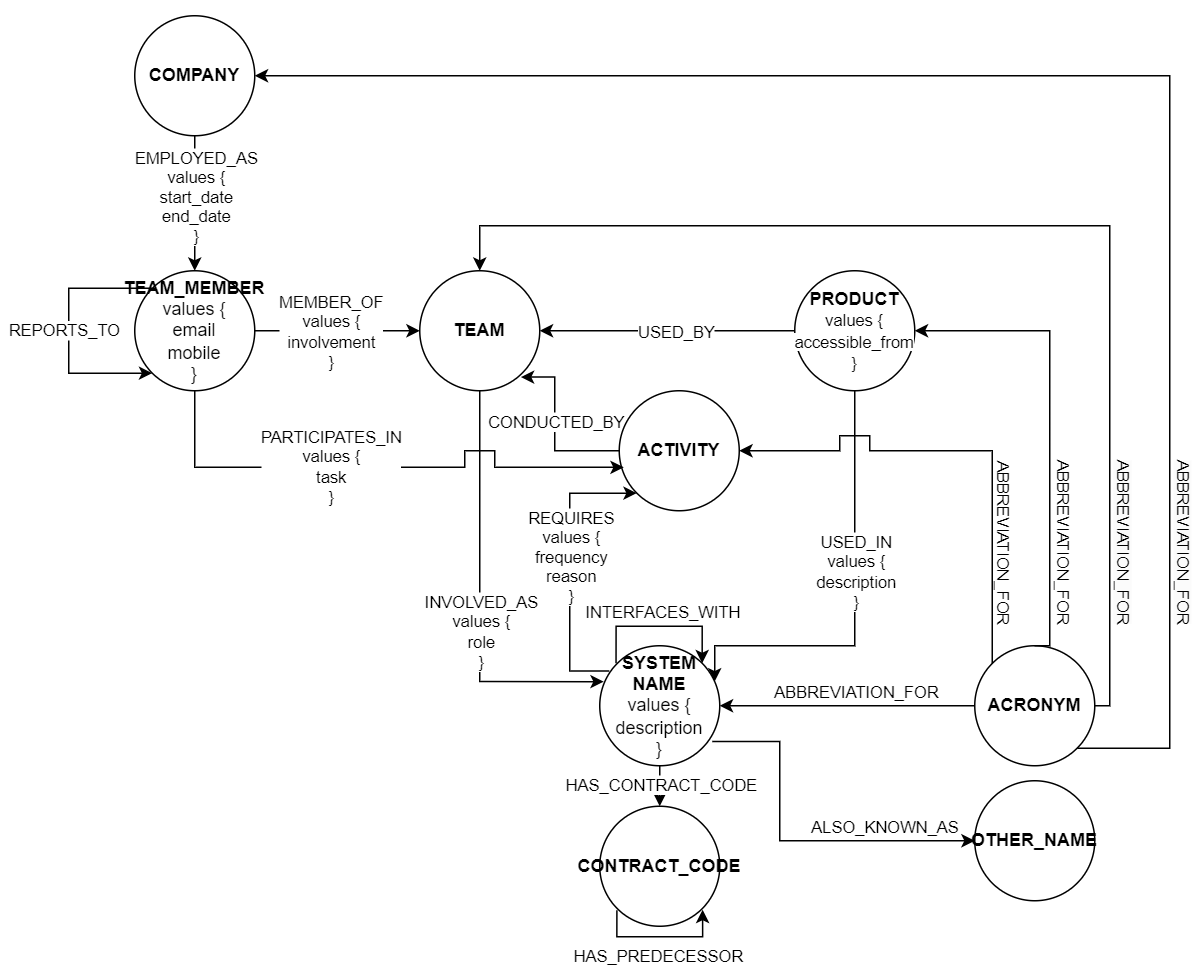 COMPANY
EMPLOYED_AS
values {
start_date
end_date
}
TEAM_MEMBER
values {
email
mobile
}
REPORTS_TO
MEMBER_OF
values {
involvement
}
TEAM
USED_BY
PRODUCT
values {
accessible_from
}
CONDUCTED_BY
ACTIVITY
PARTICIPATES_IN
values {
task
}
REQUIRES
values {
frequency
reason
}
USED_IN
values {
description
}
ABBREVIATION_FOR
ABBREVIATION_FOR
ABBREVIATION_FOR
ABBREVIATION_FOR
INVOLVED_AS
values {
role
}
INTERFACES_WITH
SYSTEM
NAME
values {
description
}
ABBREVIATION_FOR
ACRONYM
HAS_CONTRACT_CODE
ALSO_KNOWN_AS
OTHER_NAME
CONTRACT_CODE
HAS_PREDECESSOR